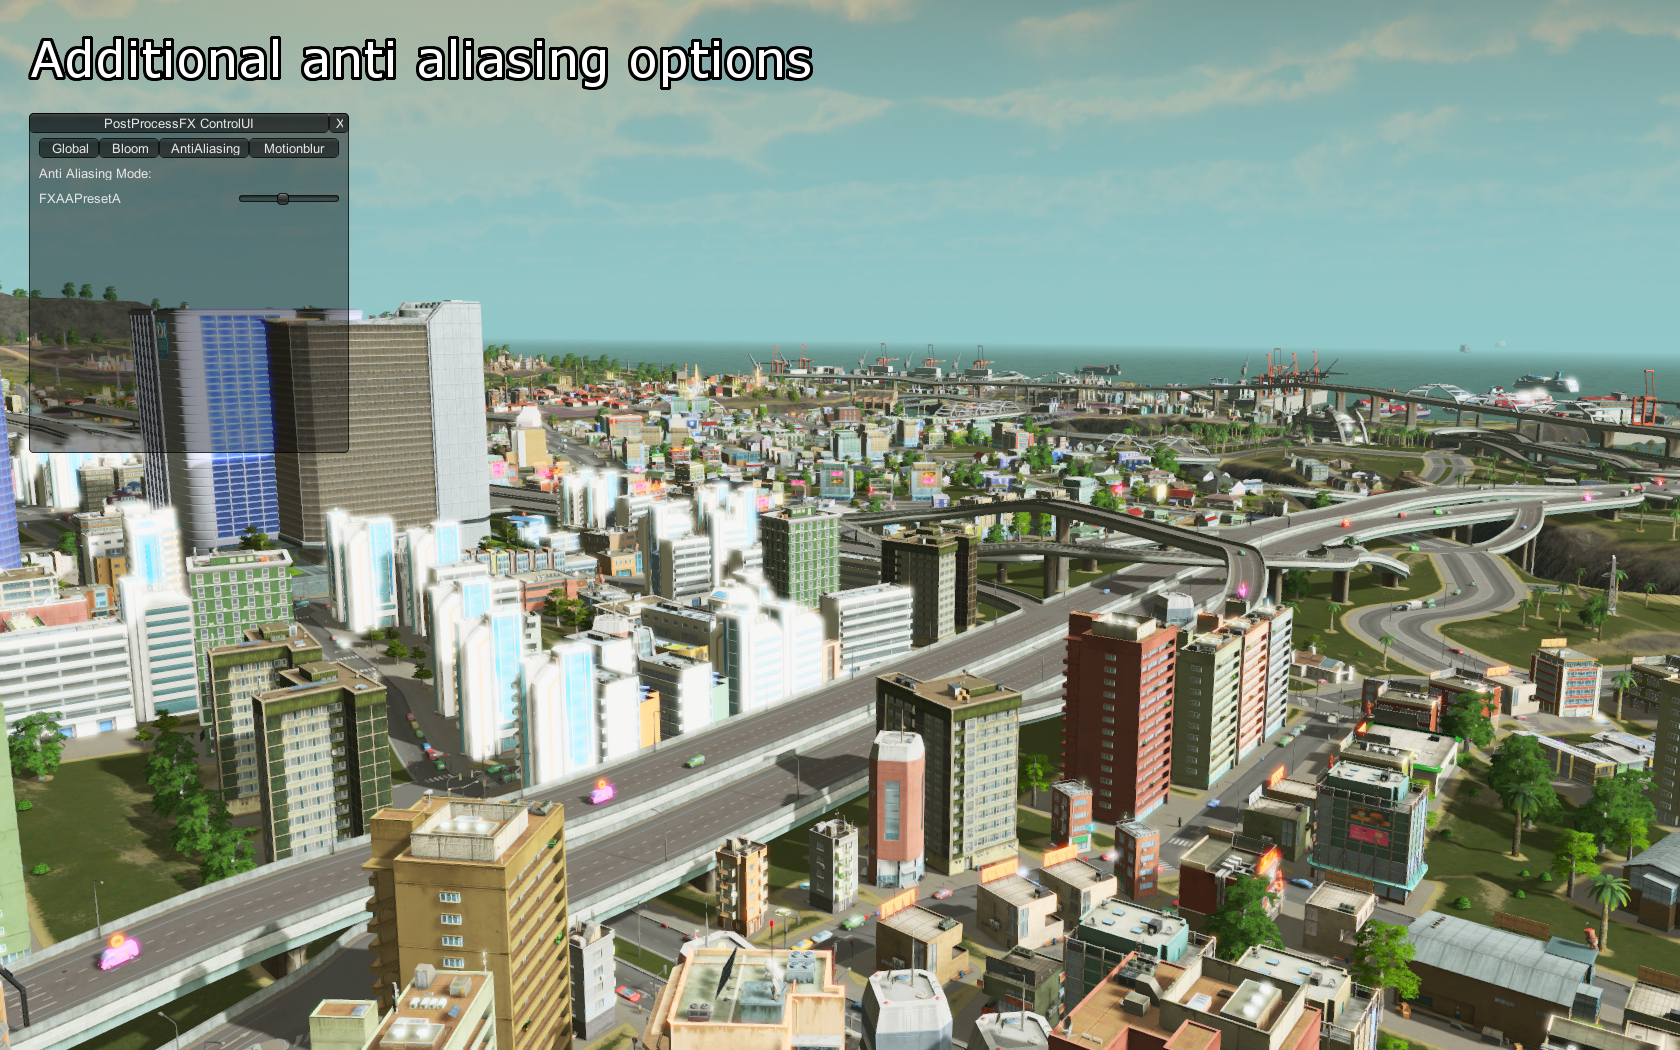 Additional anti aliasing options
PostProcessFX ControlUI X
Global Bloom AntiAliasing Motionblur
Anti Aliasing Mode:
FXAAPresetA